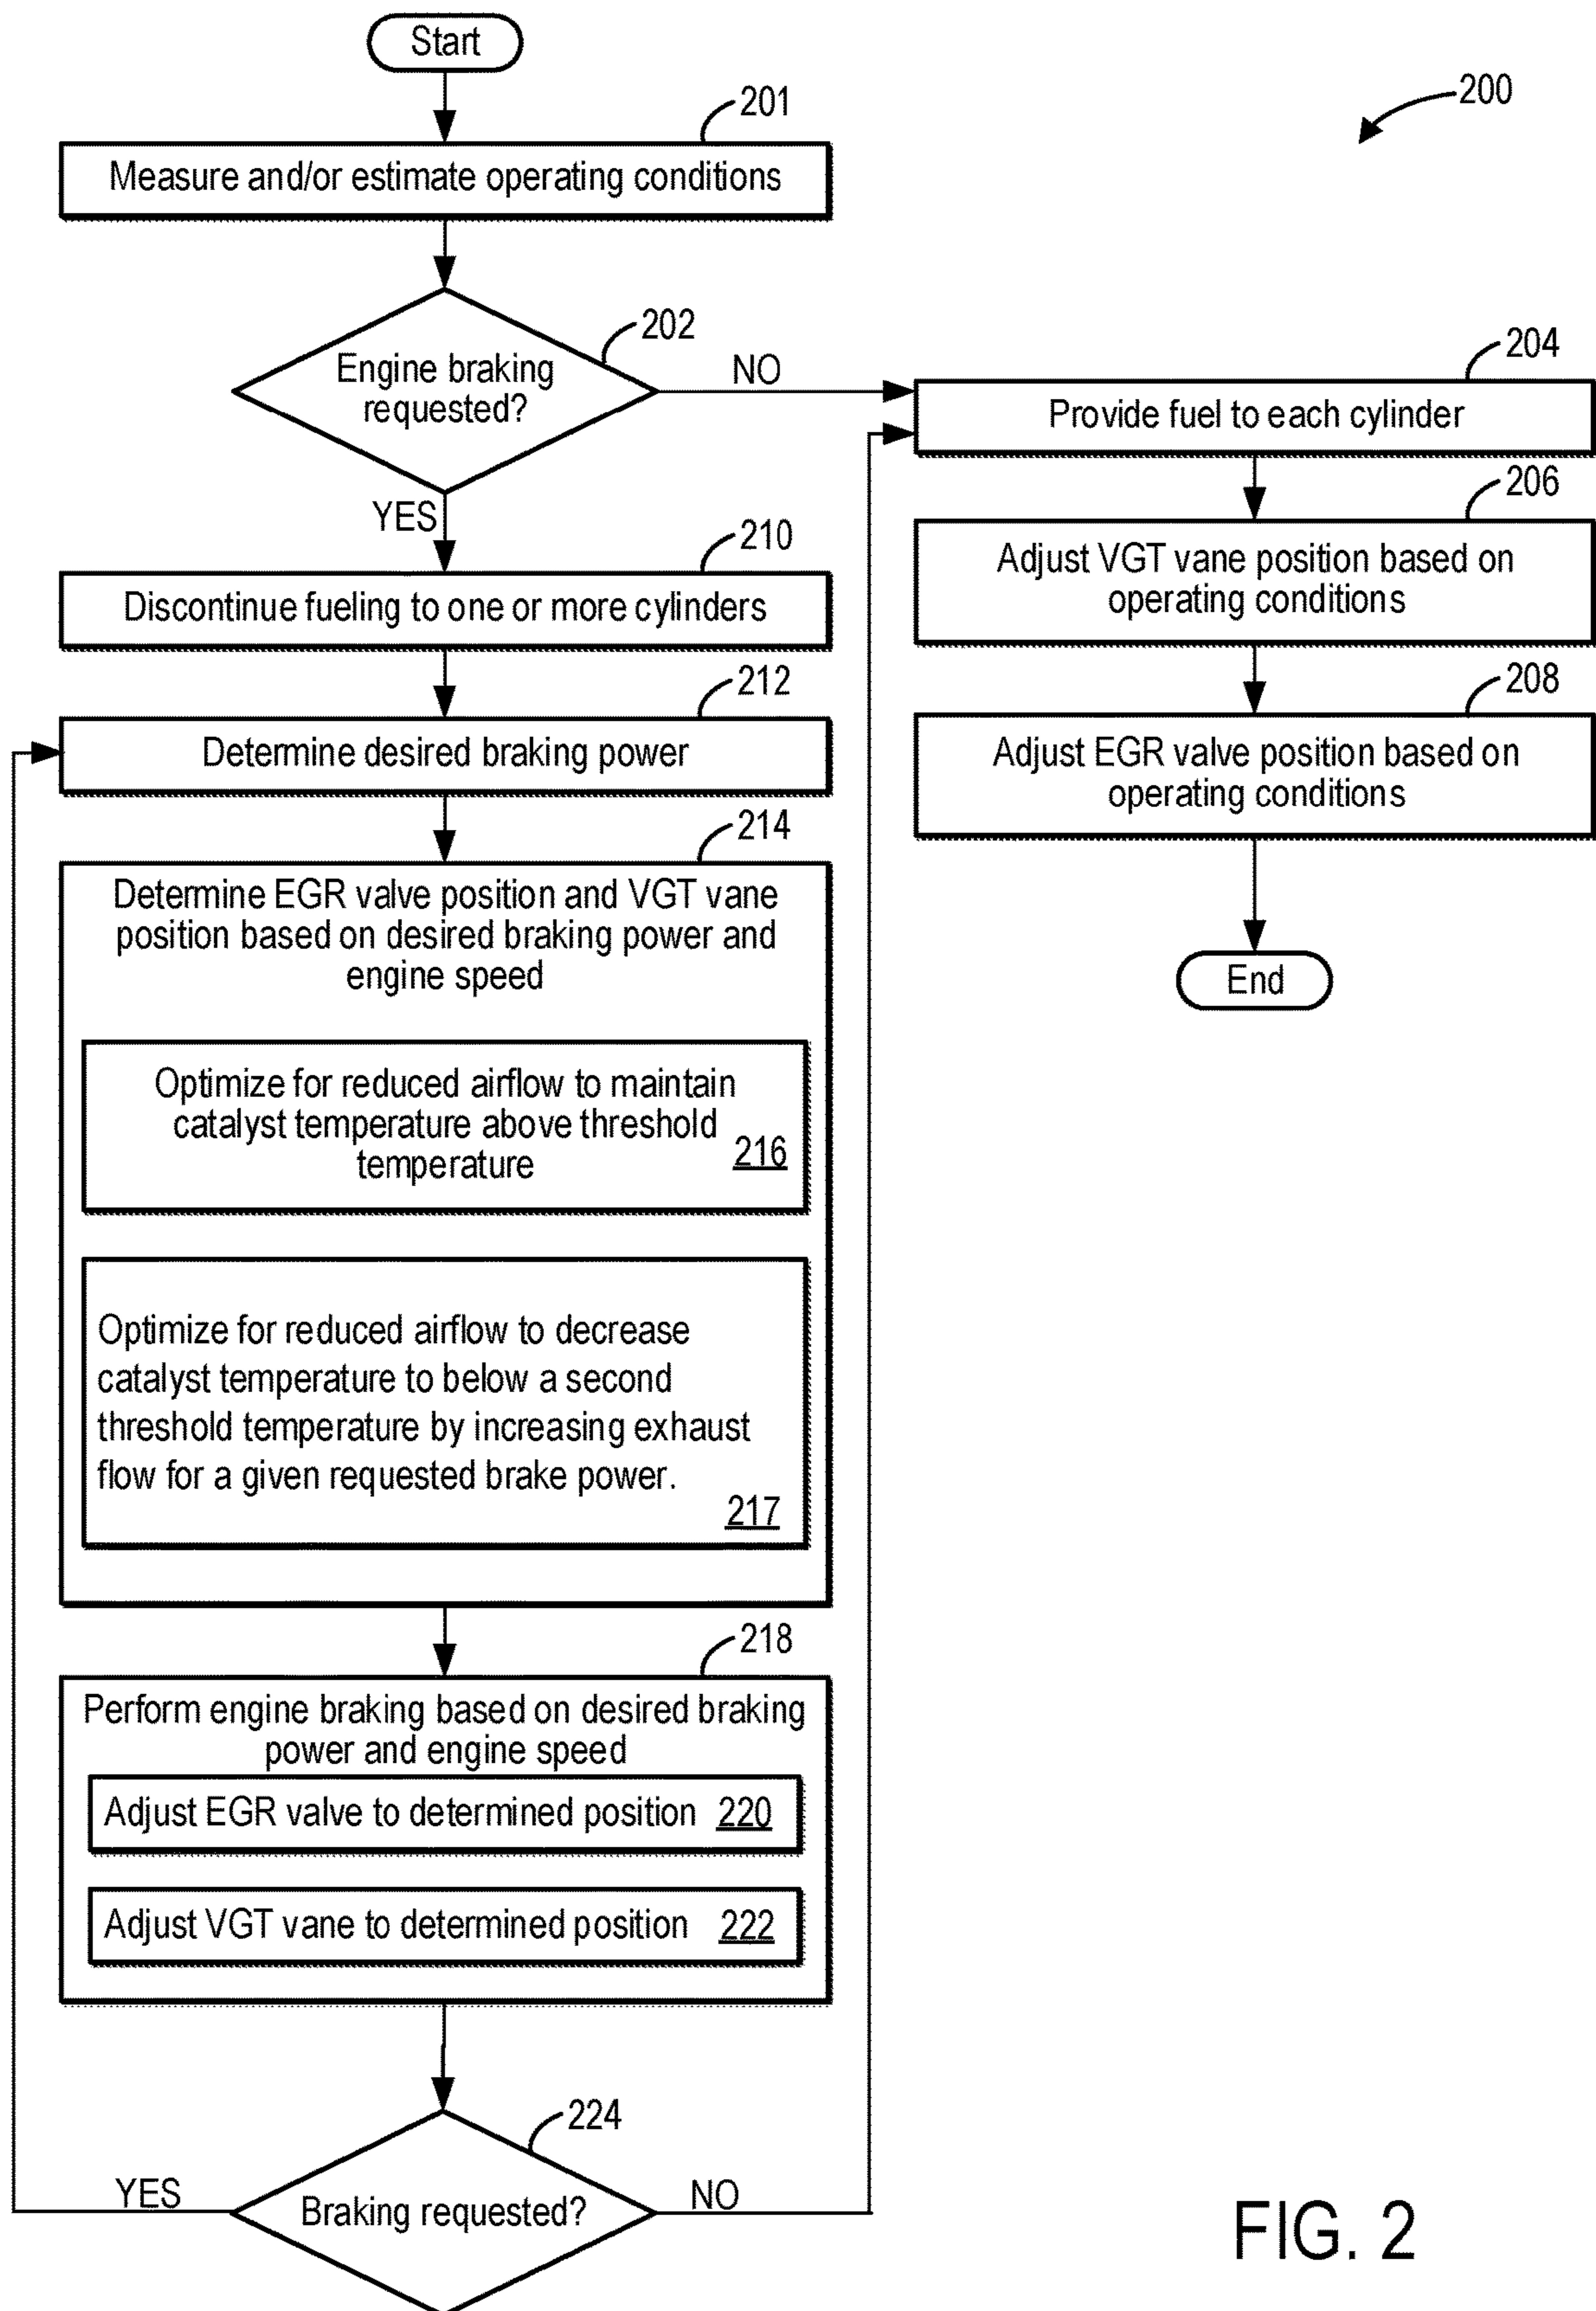 Start
200
201
Measure and/or estimate operating conditions
202
Engine braking
requested?
NO
YES
204
Provide fuel to each cylinder
206
Adjust VGT vane position based on
operating conditions
208
Adjust EGR valve position based on
operating conditions
End
210
Discontinue fueling to one or more cylinders
212
Determine desired braking power
214
Determine EGR valve position and VGT vane
position based on desired braking power and
engine speed
Optimize for reduced airflow to maintain
catalyst temperature above threshold
temperature 216
Optimize for reduced airflow to decrease
catalyst temperature to below a second
threshold temperature by increasing exhaust
flow for a given requested brake power.
217
218
Perform engine braking based on desired braking
power and engine speed
Adjust EGR valve to determined position 220
Adjust VGT vane to determined position 222
224
Braking requested?
YES
NO
FIG. 2